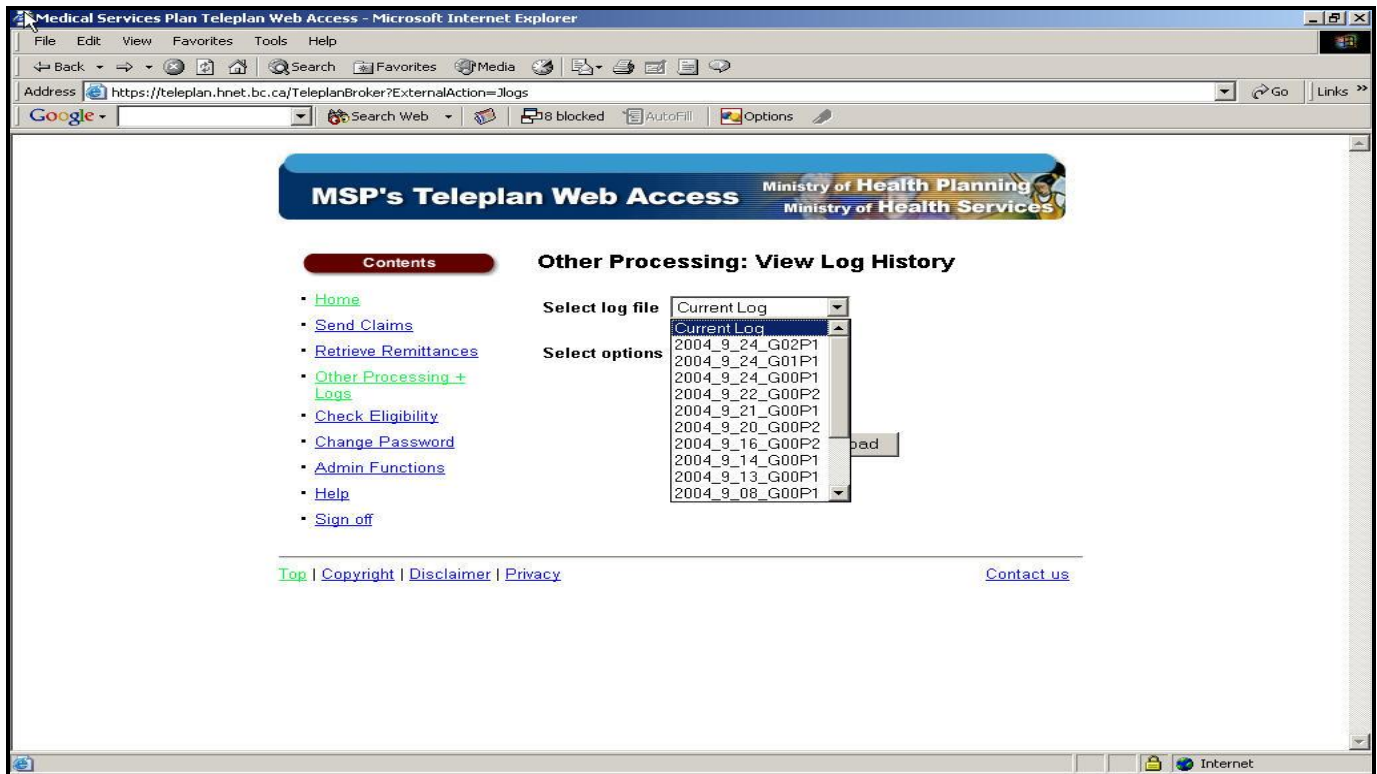 Medical Services Plan Teleplan Web Access - Microsoft Internet Explorer
File Edit View Favorites Tools Help
Back Search Favorites Media
Address https://teleplan.hnet.bc.ca/TeleplanBroker?ExternalAction=Jlogs Go Links »
Google Search Web 8 blocked AutoFill Options
MSP's Teleplan Web Access
Ministry of Health Planning
Ministry of Health Services
Contents
Other Processing: View Log History
Home
Send Claims
Retrieve Remittances
Other Processing +
Logs
Check Eligibility
Change Password
Admin Functions
Help
Sign off
Select log file Current Log
Current Log
2004_9_24_G02P1
2004_9_24_G01P1
2004_9_24_G00P1
2004_9_22_G00P2
2004_9_21_G00P1
2004_9_20_G00P2
2004_9_16_G00P2
2004_9_14_G00P1
2004_9_13_G00P1
2004_9_08_G00P1
Select options
oad
Top | Copyright | Disclaimer | Privacy
Contact us
Internet